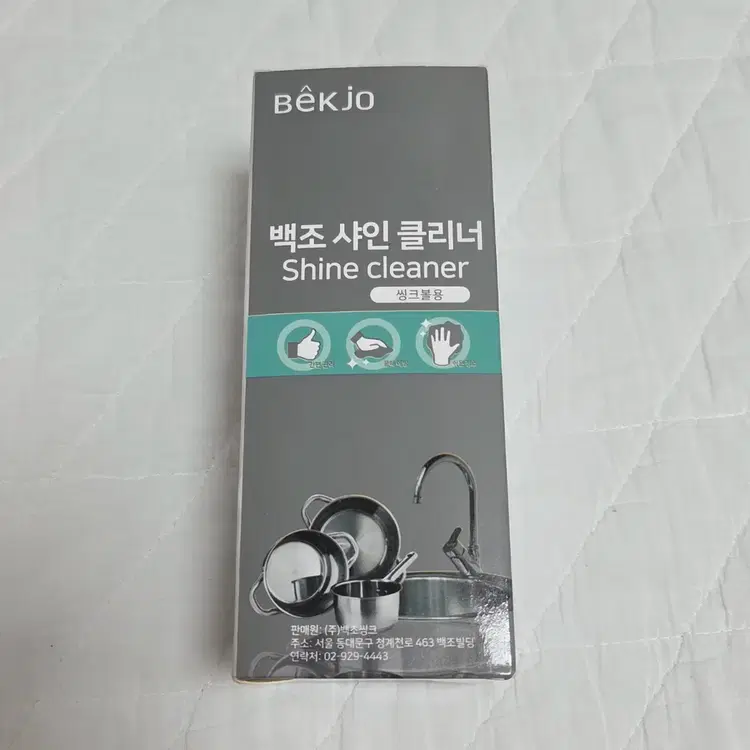 Bêkjo
백조 샤인 클리너
Shine cleaner
씽크볼용
판매원: (주)백조씽크
주소: 서울 동대문구 청계천로 463 백조빌딩
연락처: 02-929-4443